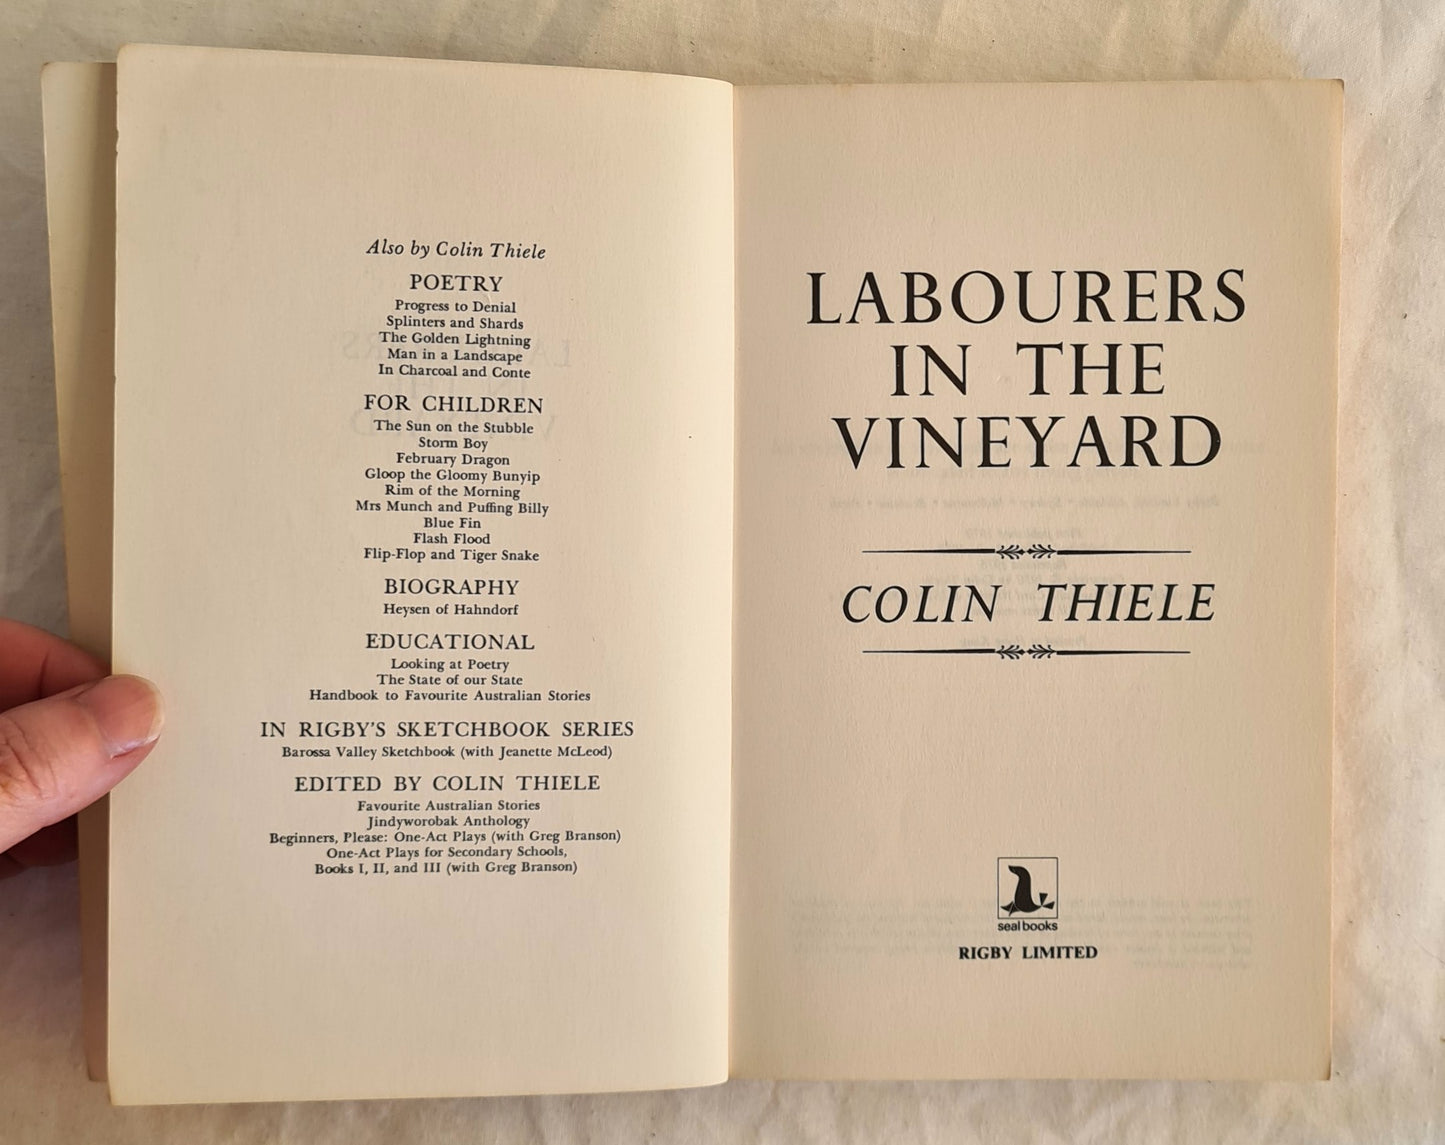 Also by Colin Thiele
POETRY
Progress to Denial
Splinters and Shards
The Golden Lightning
Man in a Landscape
In Charcoal and Conte
FOR CHILDREN
The Sun on the Stubble
Storm Boy
February Dragon
Gloop the Gloomy Bunyip
Rim of the Morning
Mrs Munch and Puffing Billy
Blue Fin
Flash Flood
Flip-Flop and Tiger Snake
BIOGRAPHY
Heysen of Hahndorf
EDUCATIONAL
Looking at Poetry
The State of our State
Handbook to Favourite Australian Stories
IN RIGBY'S SKETCHBOOK SERIES
Barossa Valley Sketchbook (with Jeanette McLeod)
EDITED BY COLIN THIELE
Favourite Australian Stories
Jindyworobak Anthology
Beginners, Please: One-Act Plays (with Greg Branson)
One-Act Plays for Secondary Schools,
Books I, II, and III (with Greg Branson)
LABOURERS
IN THE
VINEYARD
COLIN THIELE
seal books
RIGBY LIMITED